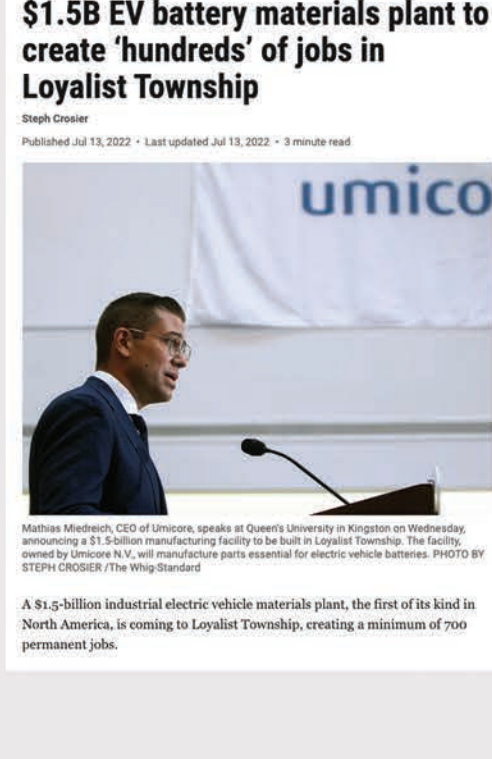 $1.5B EV battery materials plant to
create ‘hundreds’ of jobs in
Loyalist Township
Steph Crosier
Published Jul 13, 2022 • Last updated Jul 13, 2022 • 3 minute read
umico
Mathias Miedreich, CEO of Umicore, speaks at Queen's University in Kingston on Wednesday,
announcing a $1.5-billion manufacturing facility to be built in Loyalist Township. The facility,
owned by Umicore N.V., will manufacture parts essential for electric vehicle batteries. PHOTO BY
STEPH CROSIER /The Whig-Standard
A $1.5-billion industrial electric vehicle materials plant, the first of its kind in
North America, is coming to Loyalist Township, creating a minimum of 700
permanent jobs.